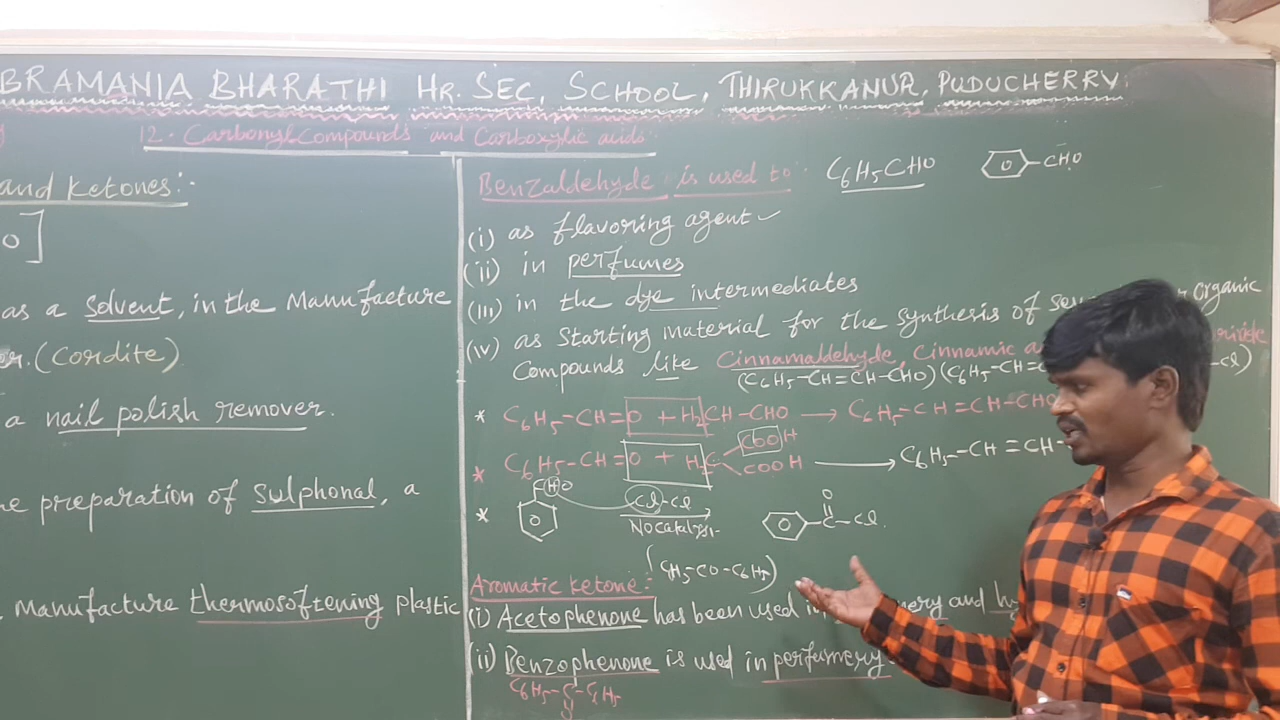 BRAMANIA BHARATHI HR. SEC. SCHOOL, THIRUKKANUR, PUDUCHERRY.
12. Carbonyl Compounds and Carboxylic acids.
and Ketones:-
O]
as a Solvent, in the Manufacture
er. (Cordite)
a nail polish remover.
he preparation of Sulphonal, a
Manufacture thermosoftening plastic
Benzaldehyde is used to: C6H5CHO CHO
(i) as flavoring agent ✓
(ii) in perfumes
(iii) in the dye intermediates
(iv) as Starting material for the synthesis of Organic
Compounds like Cinnamaldehyde, Cinnamic
(C6H5-CH=CH-CHO) (C6H5-CH=C -Cl)
* C6H5-CH=O + H2CH-CHO → C6H5-CH=CH-CHO
* C6H5-CH=O + H2C COOH COOH → C6H5-CH=CH-
* CHO Cl-Cl → No catalyst O C-Cl.
Aromatic ketone:- (CH3-CO-C6H5)
(i) Acetophenone has been used in and
(ii) Benzophenone is used in perfumery.
C6H5-C-C6H5